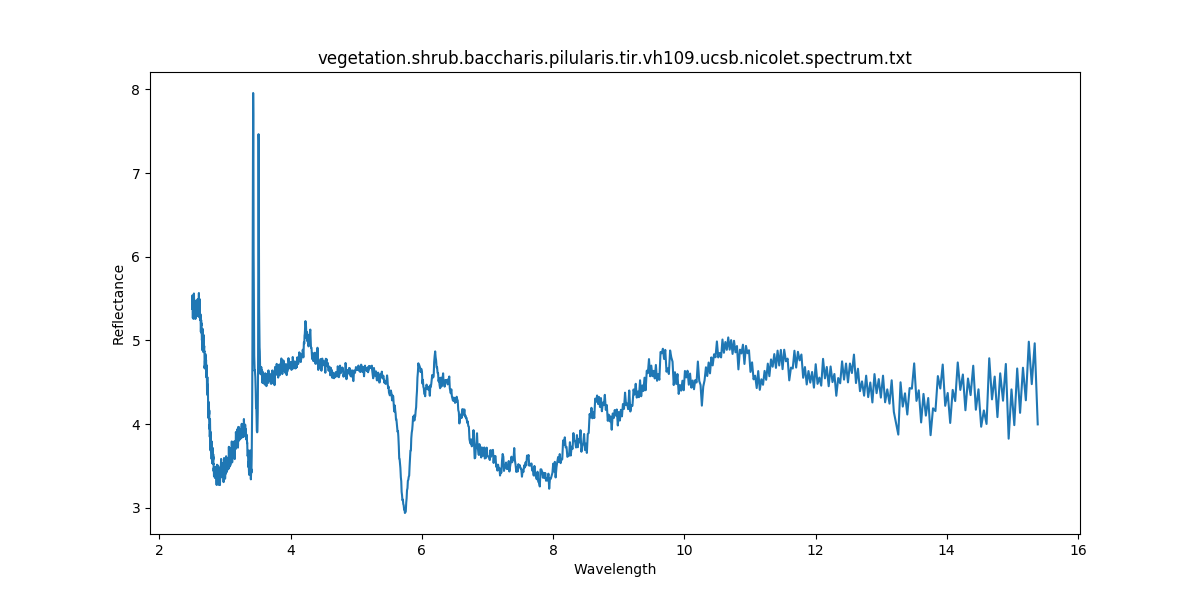 vegetation.shrub.baccharis.pilularis.tir.vh109.ucsb.nicolet.spectrum.txt
8
7
6
5
4
3
Reflectance
2 4 6 8 10 12 14 16
Wavelength